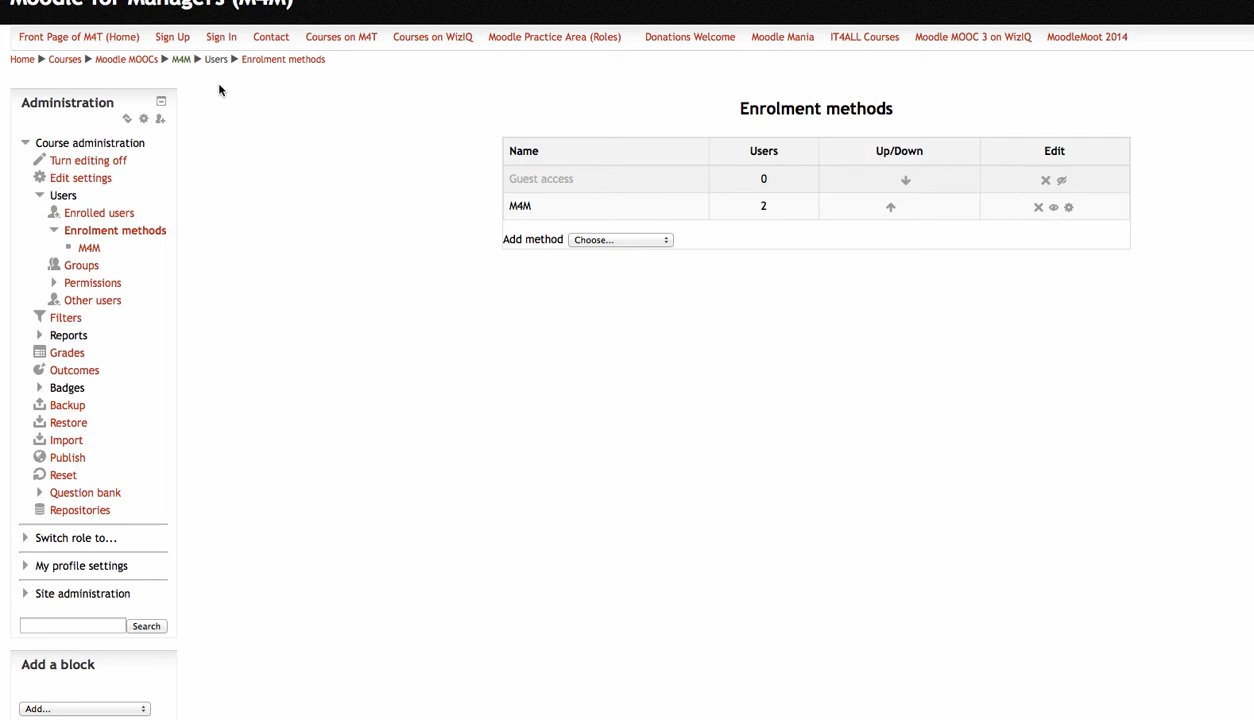 Moodle for Managers (M4M)
Front Page of M4T (Home) Sign Up Sign In Contact Courses on M4T Courses on WizIQ Moodle Practice Area (Roles) Donations Welcome Moodle Mania IT4ALL Courses Moodle MOOC 3 on WizIQ MoodleMoot 2014
Home ▶ Courses ▶ Moodle MOOCs ▶ M4M ▶ Users ▶ Enrolment methods
Administration
Course administration
Turn editing off
Edit settings
Users
Enrolled users
Enrolment methods
M4M
Groups
Permissions
Other users
Filters
Reports
Grades
Outcomes
Badges
Backup
Restore
Import
Publish
Reset
Question bank
Repositories
Switch role to...
My profile settings
Site administration
Search
Add a block
Add...
Enrolment methods
Name Users Up/Down Edit
Guest access 0
M4M 2
Add method Choose...